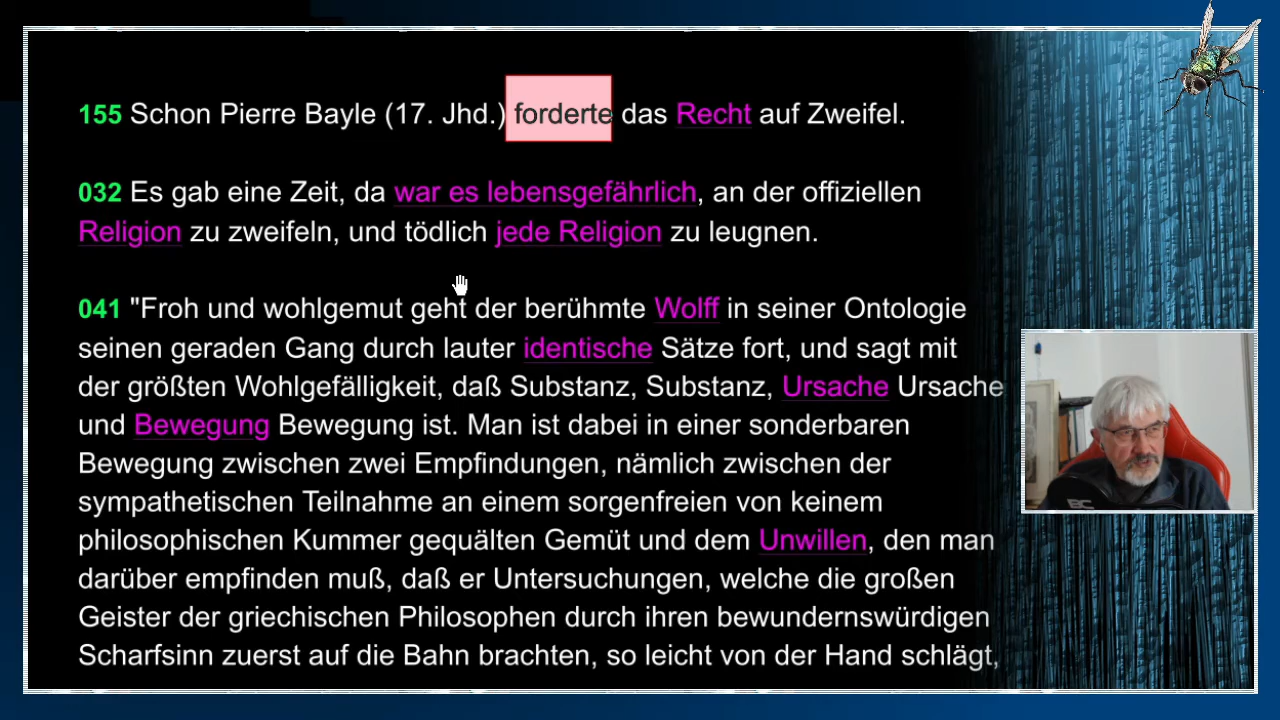 155 Schon Pierre Bayle (17. Jhd.) forderte das Recht auf Zweifel.
032 Es gab eine Zeit, da war es lebensgefährlich, an der offiziellen
Religion zu zweifeln, und tödlich jede Religion zu leugnen.
041 "Froh und wohlgemut geht der berühmte Wolff in seiner Ontologie
seinen geraden Gang durch lauter identische Sätze fort, und sagt mit
der größten Wohlgefälligkeit, daß Substanz, Substanz, Ursache Ursache
und Bewegung Bewegung ist. Man ist dabei in einer sonderbaren
Bewegung zwischen zwei Empfindungen, nämlich zwischen der
sympathetischen Teilnahme an einem sorgenfreien von keinem
philosophischen Kummer gequälten Gemüt und dem Unwillen, den man
darüber empfinden muß, daß er Untersuchungen, welche die großen
Geister der griechischen Philosophen durch ihren bewundernswürdigen
Scharfsinn zuerst auf die Bahn brachten, so leicht von der Hand schlägt,